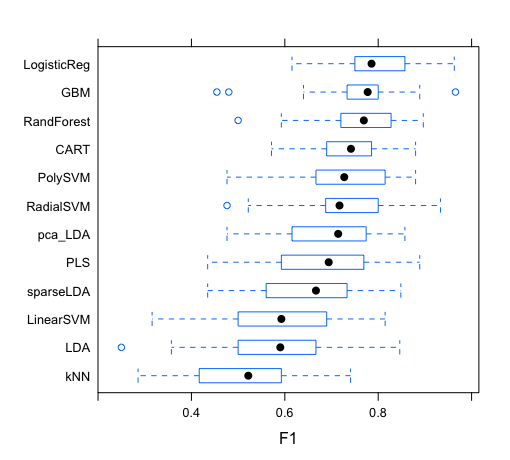 LogisticReg
GBM
RandForest
CART
PolySVM
RadialSVM
pca_LDA
PLS
sparseLDA
LinearSVM
LDA
kNN
0.4 0.6 0.8
F1